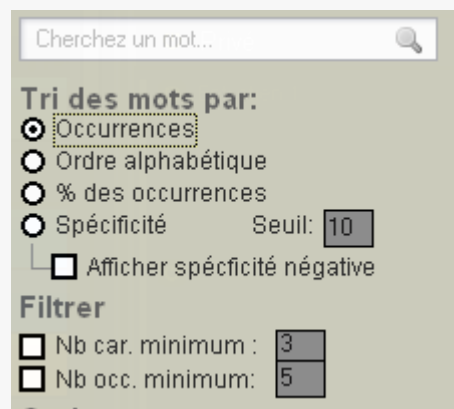 Cherchez un mot...
Tri des mots par:
Occurrences
Ordre alphabétique
% des occurrences
Spécificité Seuil: 10
Afficher spécficité négative
Filtrer
Nb car. minimum : 3
Nb occ. minimum: 5